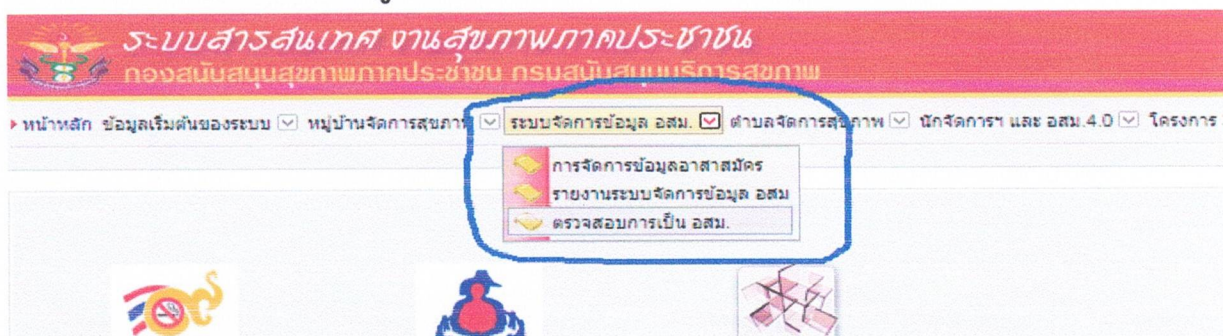 ระบบสารสนเทศ งานสุขภาพภาคประชาชน
กองสนับสนุนสุขภาพภาคประชาชน กรมสนับสนุนบริการสุขภาพ
หน้าหลัก ข้อมูลเริ่มต้นของระบบ หมู่บ้านจัดการสุขภาพ ระบบจัดการข้อมูล อสม. ตำบลจัดการสุขภาพ นักจัดการฯ และ อสม.4.0 โครงการ
การจัดการข้อมูลอาสาสมัคร
รายงานระบบจัดการข้อมูล อสม
ตรวจสอบการเป็น อสม.